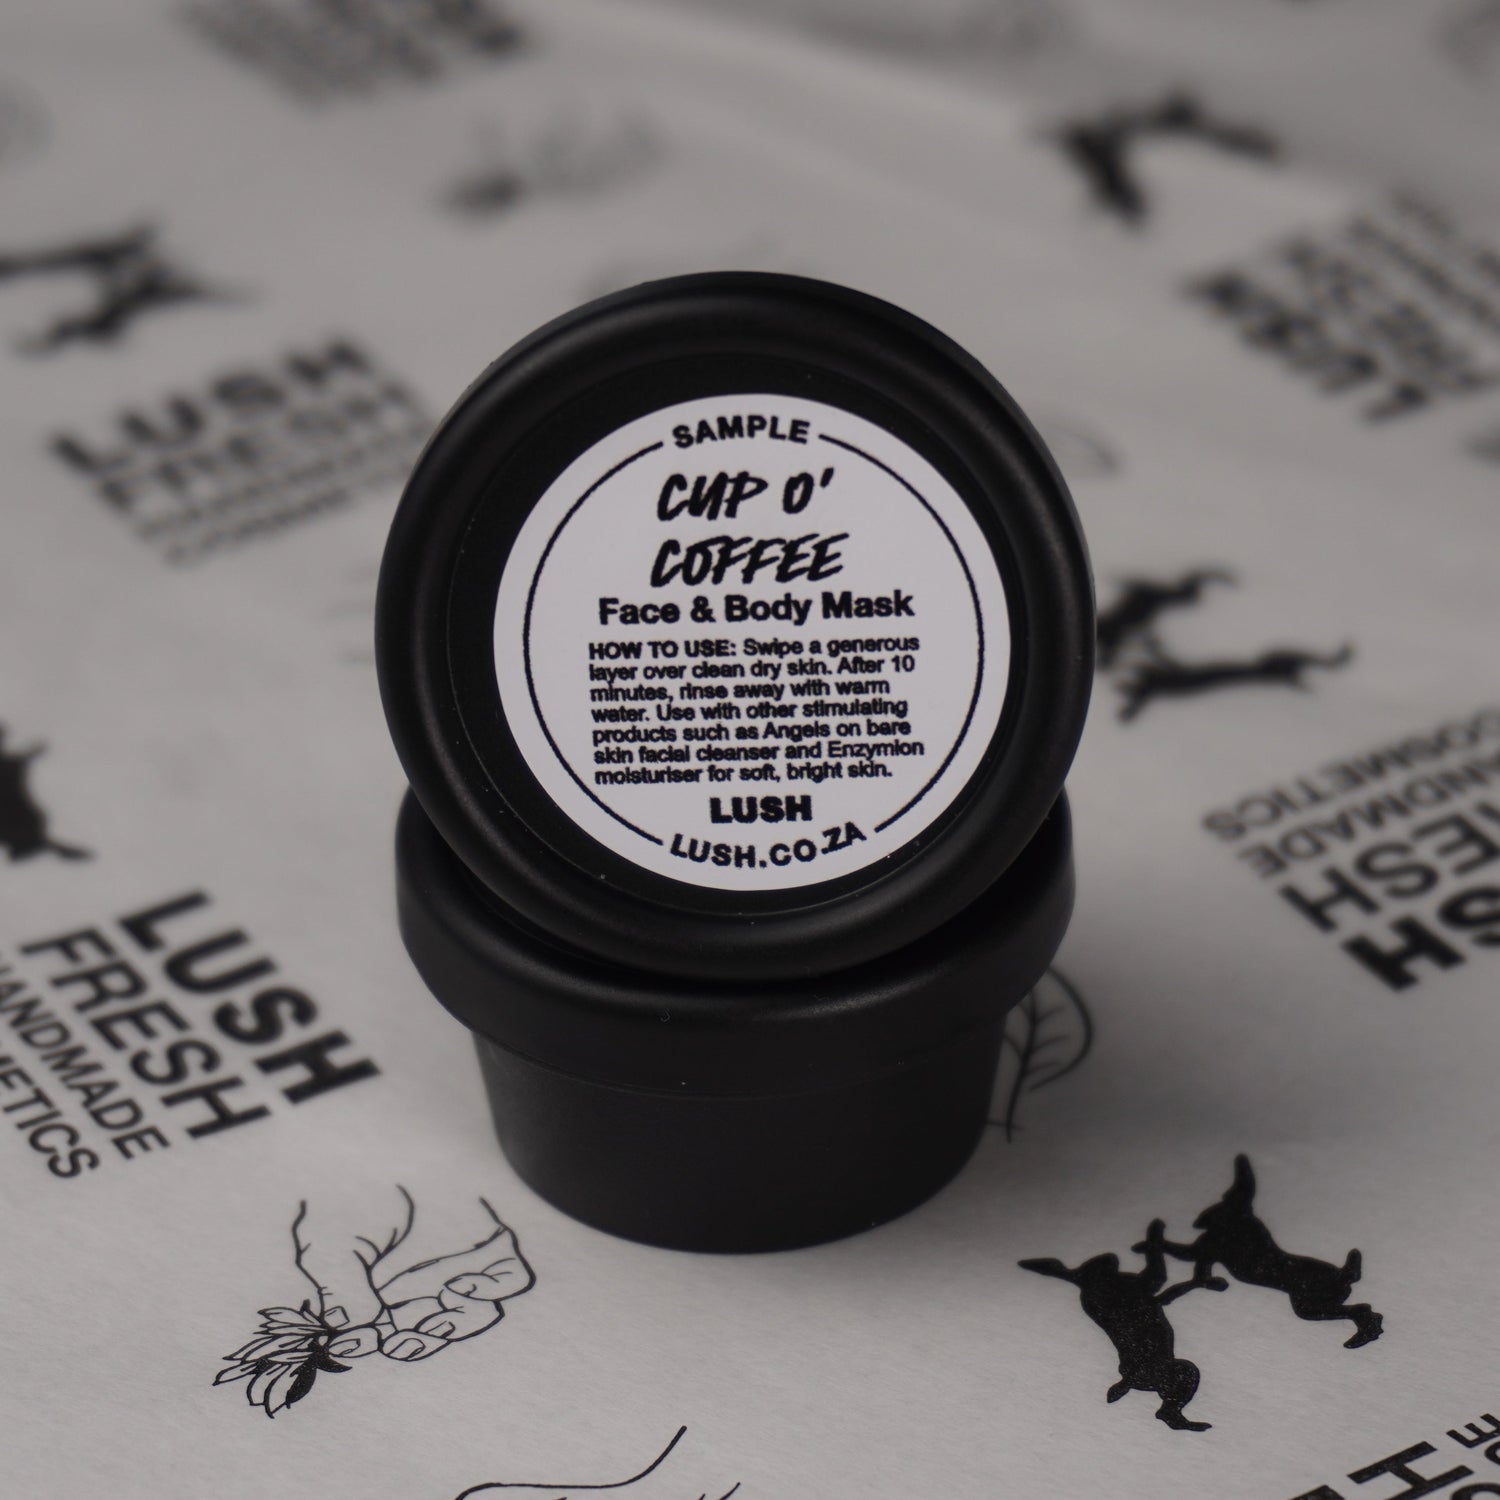 SAMPLE
CUP O'
COFFEE
Face & Body Mask
HOW TO USE: Swipe a generous
layer over clean dry skin. After 10
minutes, rinse away with warm
water. Use with other stimulating
products such as Angels on bare
skin facial cleanser and Enzymion
moisturiser for soft, bright skin.
LUSH
LUSH.CO.ZA
LUSH
FRESH
LUSH
FRESH
HANDMADE
COSMETICS